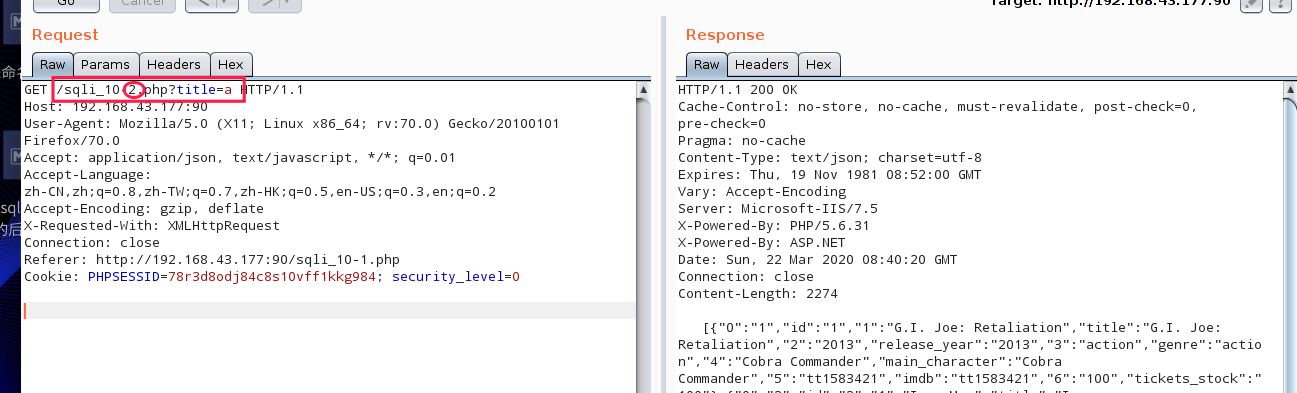 Go
Cancel
<
>
Target: http://192.168.43.177:90
?
Request
Raw Params Headers Hex
GET /sqli_10-2.php?title=a HTTP/1.1
Host: 192.168.43.177:90
User-Agent: Mozilla/5.0 (X11; Linux x86_64; rv:70.0) Gecko/20100101
Firefox/70.0
Accept: application/json, text/javascript, */*; q=0.01
Accept-Language:
zh-CN,zh;q=0.8,zh-TW;q=0.7,zh-HK;q=0.5,en-US;q=0.3,en;q=0.2
Accept-Encoding: gzip, deflate
X-Requested-With: XMLHttpRequest
Connection: close
Referer: http://192.168.43.177:90/sqli_10-1.php
Cookie: PHPSESSID=78r3d8odj84c8s10vff1kkg984; security_level=0
Response
Raw Headers Hex
HTTP/1.1 200 OK
Cache-Control: no-store, no-cache, must-revalidate, post-check=0,
pre-check=0
Pragma: no-cache
Content-Type: text/json; charset=utf-8
Expires: Thu, 19 Nov 1981 08:52:00 GMT
Vary: Accept-Encoding
Server: Microsoft-IIS/7.5
X-Powered-By: PHP/5.6.31
X-Powered-By: ASP.NET
Date: Sun, 22 Mar 2020 08:40:20 GMT
Connection: close
Content-Length: 2274
[{"0":"1","id":"1","1":"G.I. Joe: Retaliation","title":"G.I. Joe:
Retaliation","2":"2013","release_year":"2013","3":"action","genre":"actio
n","4":"Cobra Commander","main_character":"Cobra
Commander","5":"tt1583421","imdb":"tt1583421","6":"100","tickets_stock":"
命名
sql
的后